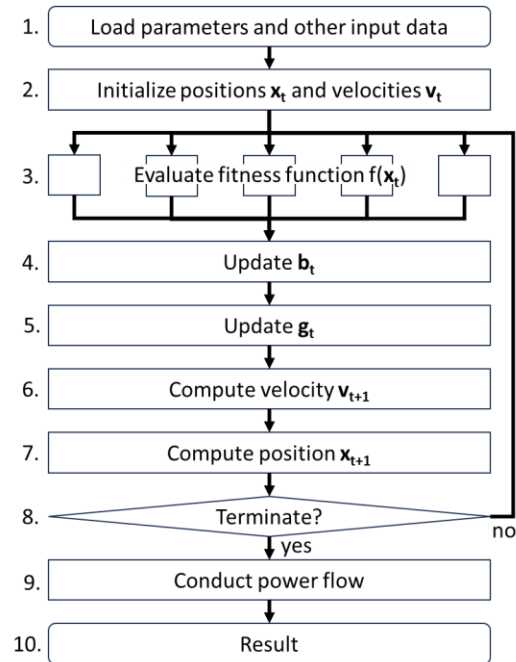 1. Load parameters and other input data
2. Initialize positions xₜ and velocities vₜ
3. Evaluate fitness function f(xₜ)
4. Update bₜ
5. Update gₜ
6. Compute velocity vₜ₊₁
7. Compute position xₜ₊₁
8. Terminate?
no
yes
9. Conduct power flow
10. Result